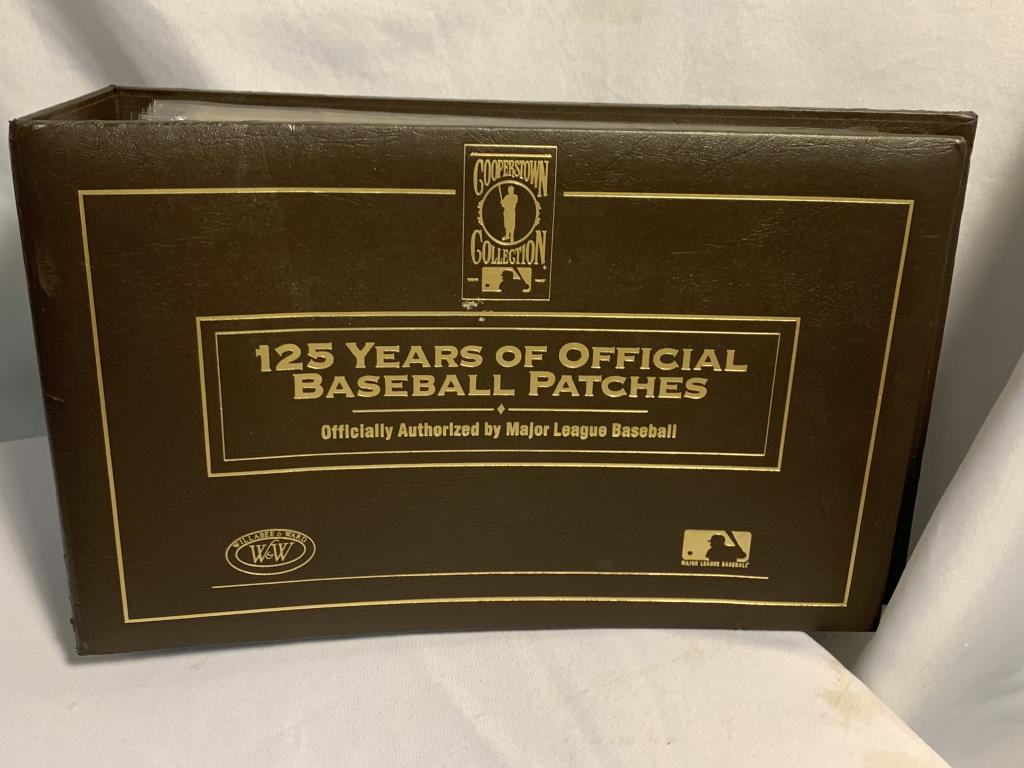 COOPERSTOWN
COLLECTION
125 YEARS OF OFFICIAL
BASEBALL PATCHES
Officially Authorized by Major League Baseball
WILLABEE & WARD
W&W
MAJOR LEAGUE BASEBALL